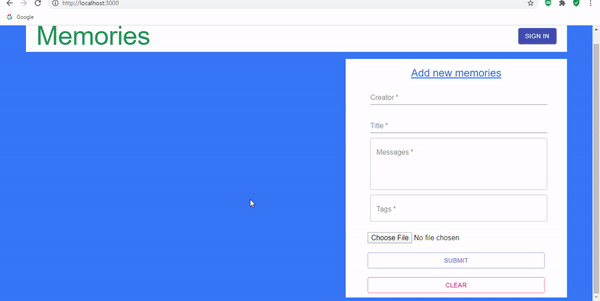 http://localhost:3000
Google
Memories
SIGN IN
Add new memories
Creator *
Title *
Messages *
Tags *
Choose File No file chosen
SUBMIT
CLEAR